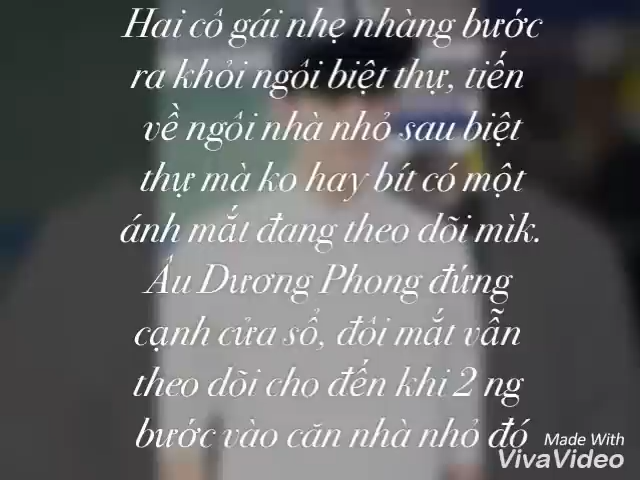 Hai cô gái nhẹ nhàng bước
ra khỏi ngôi biệt thự, tiến
về ngôi nhà nhỏ sau biệt
thự mà ko hay bít có một
ánh mắt đang theo dõi mìk.
Âu Dương Phong đứng
cạnh cửa sổ, đôi mắt vẫn
theo dõi cho đến khi 2 ng
bước vào căn nhà nhỏ đó
Made With
VivaVideo